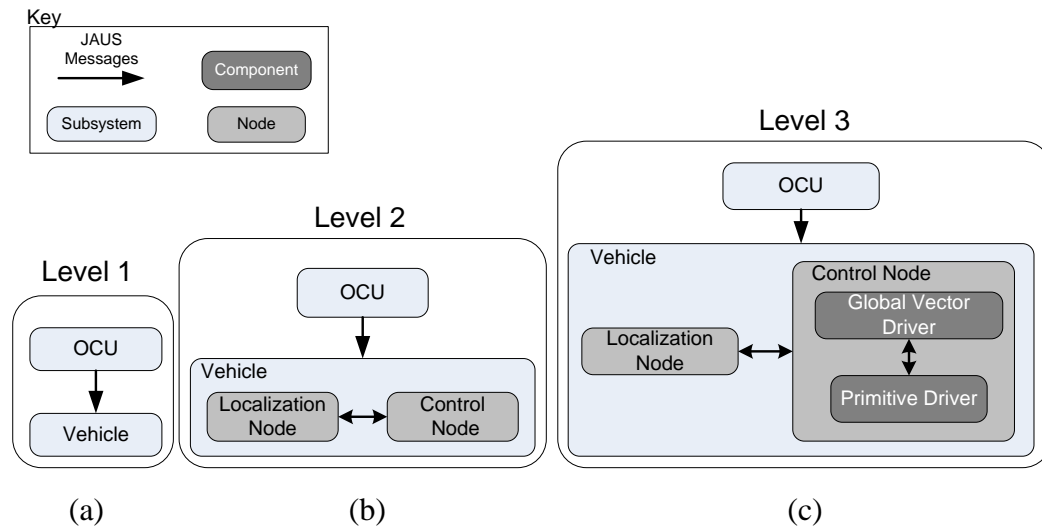 Key
JAUS
Messages
Component
Subsystem
Node
Level 1
OCU
Vehicle
(a)
Level 2
OCU
Vehicle
Localization
Node
Control
Node
(b)
Level 3
OCU
Vehicle
Localization
Node
Control Node
Global Vector
Driver
Primitive Driver
(c)